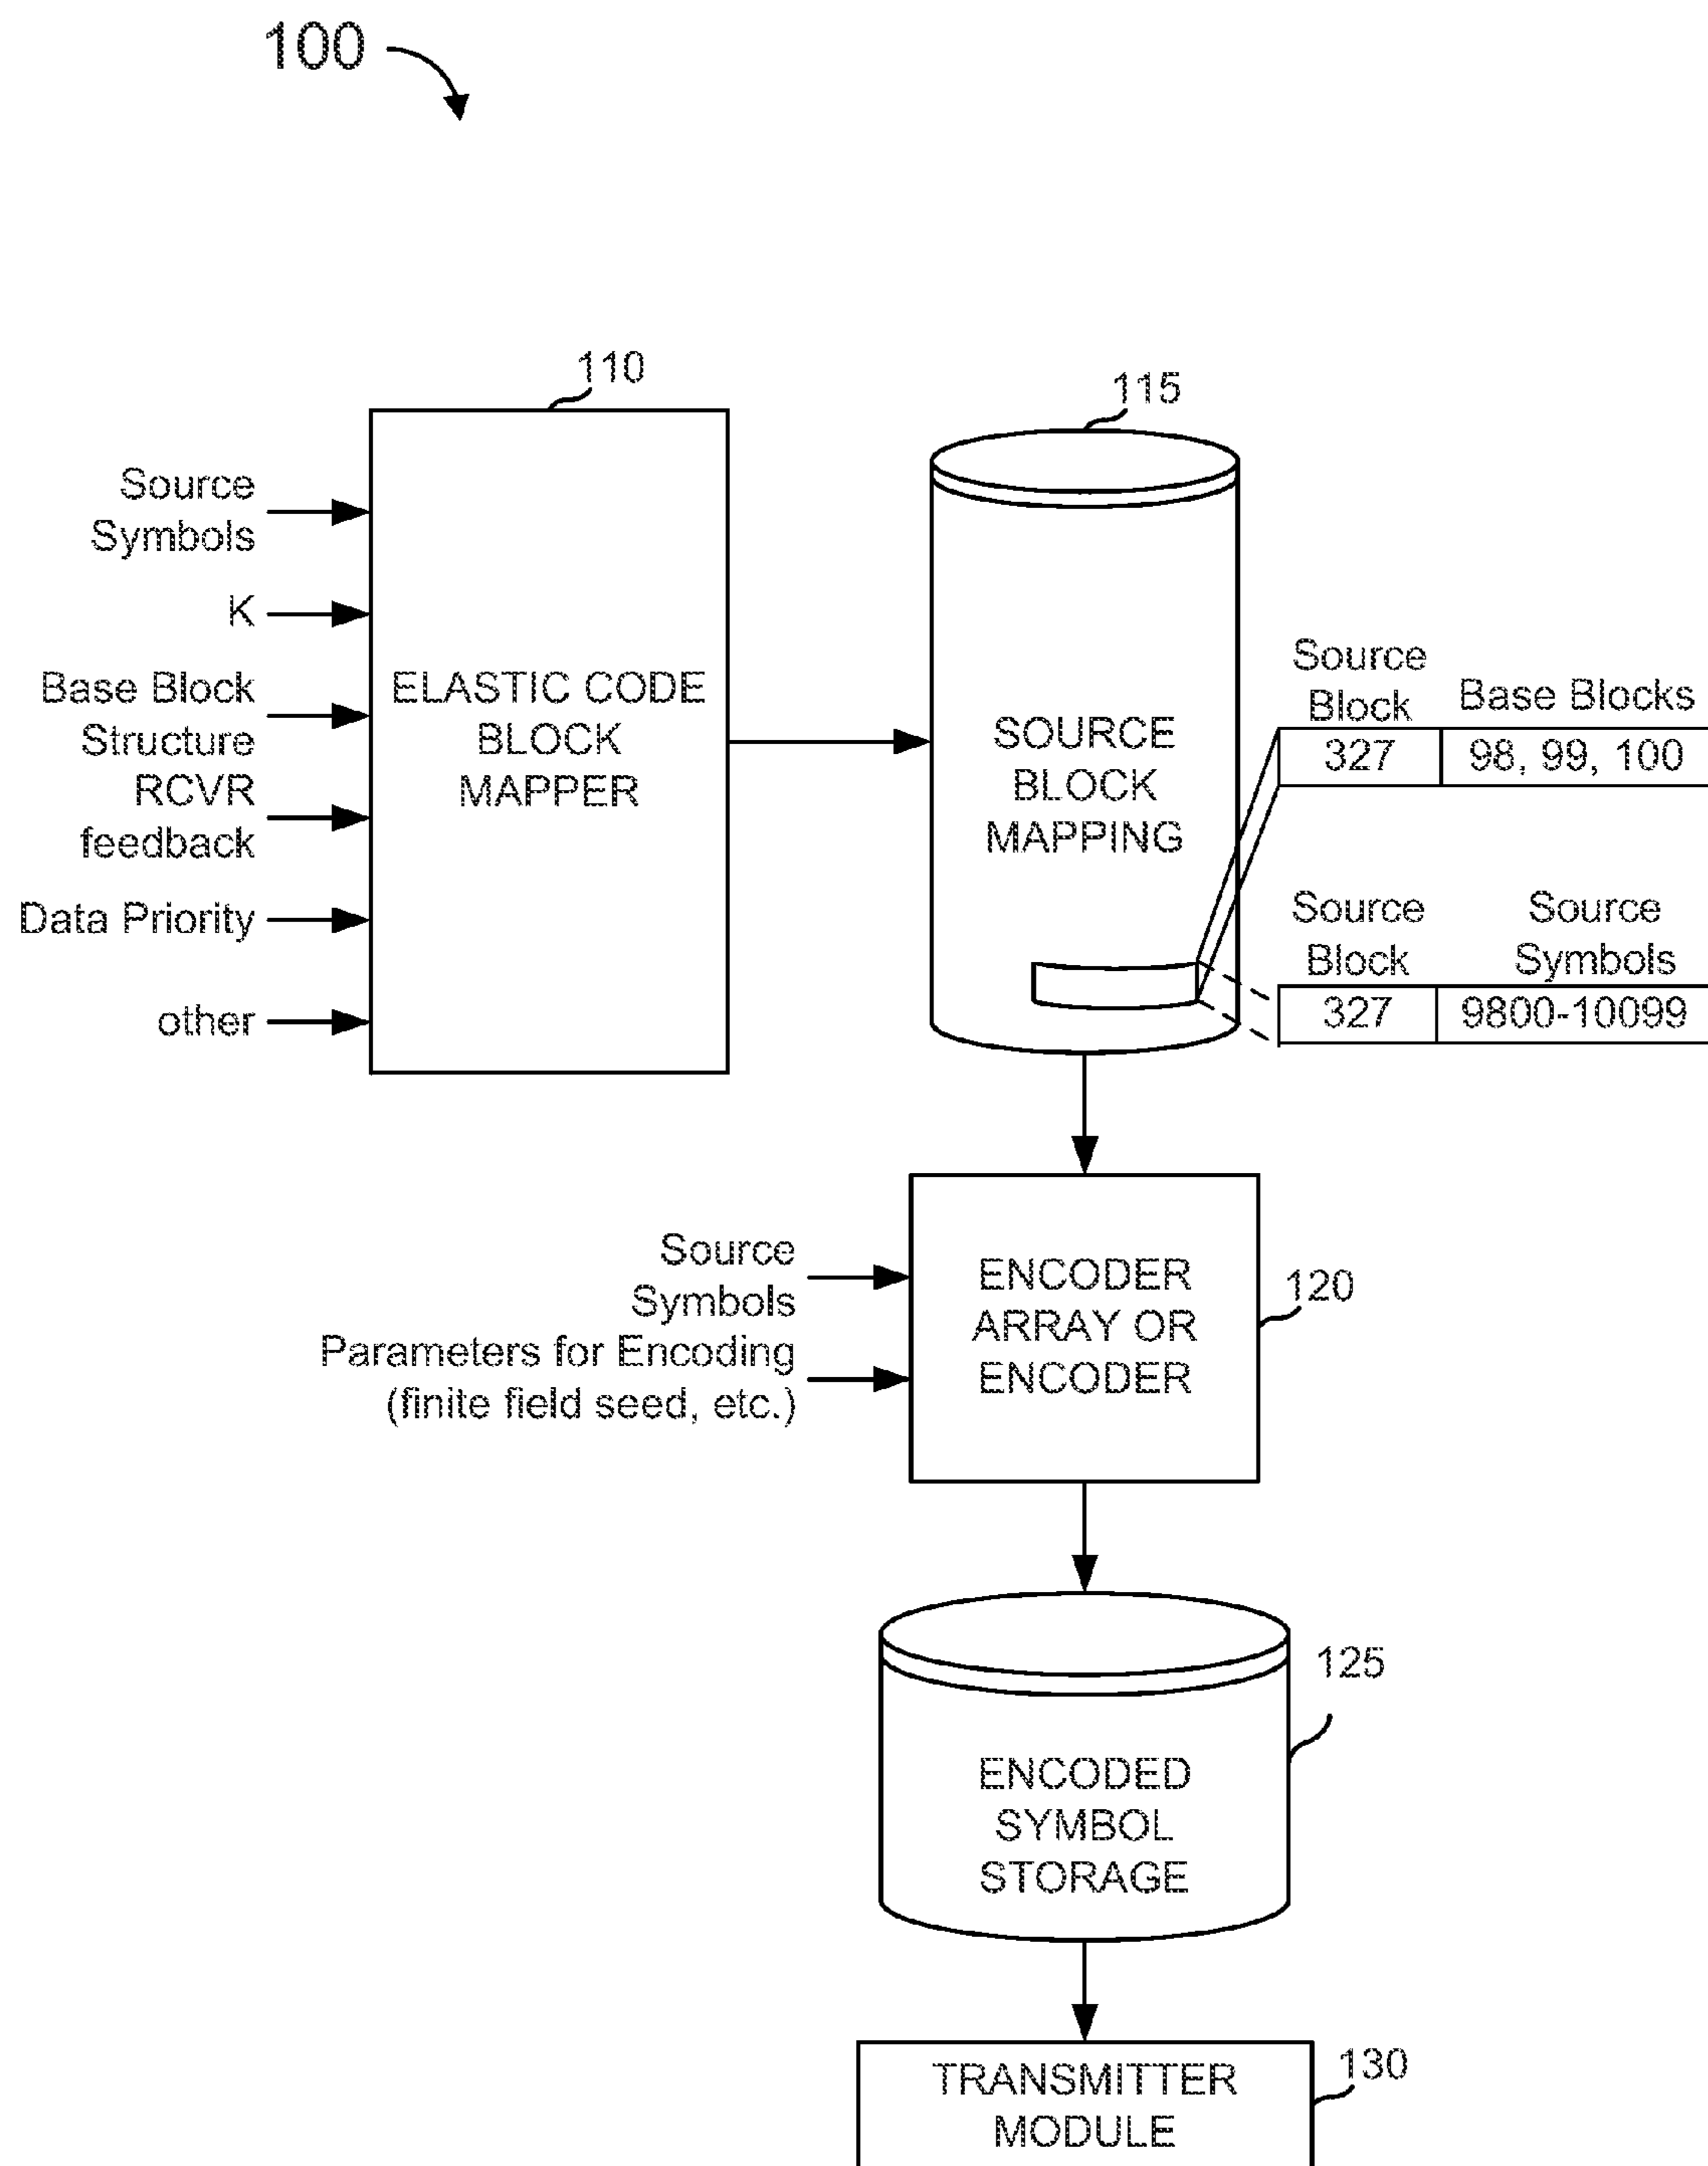 100
110
115
Source
Symbols
K
Base Block
Structure
RCVR
feedback
Data Priority
other
ELASTIC CODE
BLOCK
MAPPER
SOURCE
BLOCK
MAPPING
Source
Block
Base Blocks
327
98, 99, 100
Source
Block
Source
Symbols
327
9800-10099
Source
Symbols
Parameters for Encoding
(finite field seed, etc.)
ENCODER
ARRAY OR
ENCODER
120
125
ENCODED
SYMBOL
STORAGE
130
TRANSMITTER
MODULE